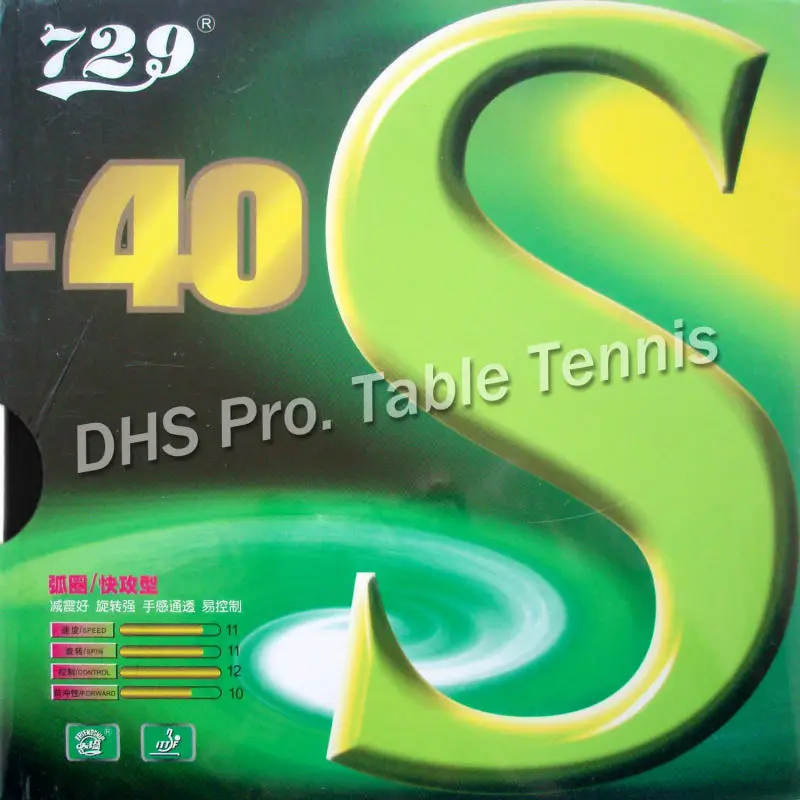 729®
-40
S
DHS Pro. Table Tennis
弧圈/快攻型
减震好 旋转强 手感通透 易控制
速度/SPEED 11
旋转/SPIN 11
控制/CONTROL 12
前冲性/FORWARD 10
FRIENDSHIP ®
ITTF